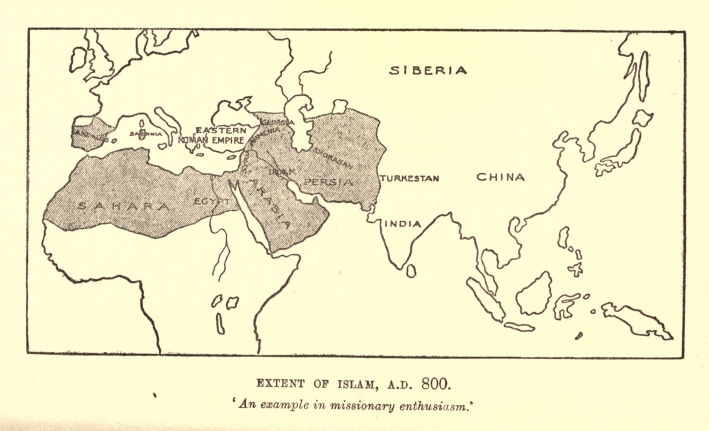 SIBERIA
ANDALUS
SARDINIA
EASTERN
ROMAN EMPIRE
GEORGIA
ARMENIA
KHORASAN
IRAK
PERSIA
TURKESTAN
CHINA
SAHARA
EGYPT
ARABIA
INDIA
EXTENT OF ISLAM, A.D. 800.
'An example in missionary enthusiasm.'